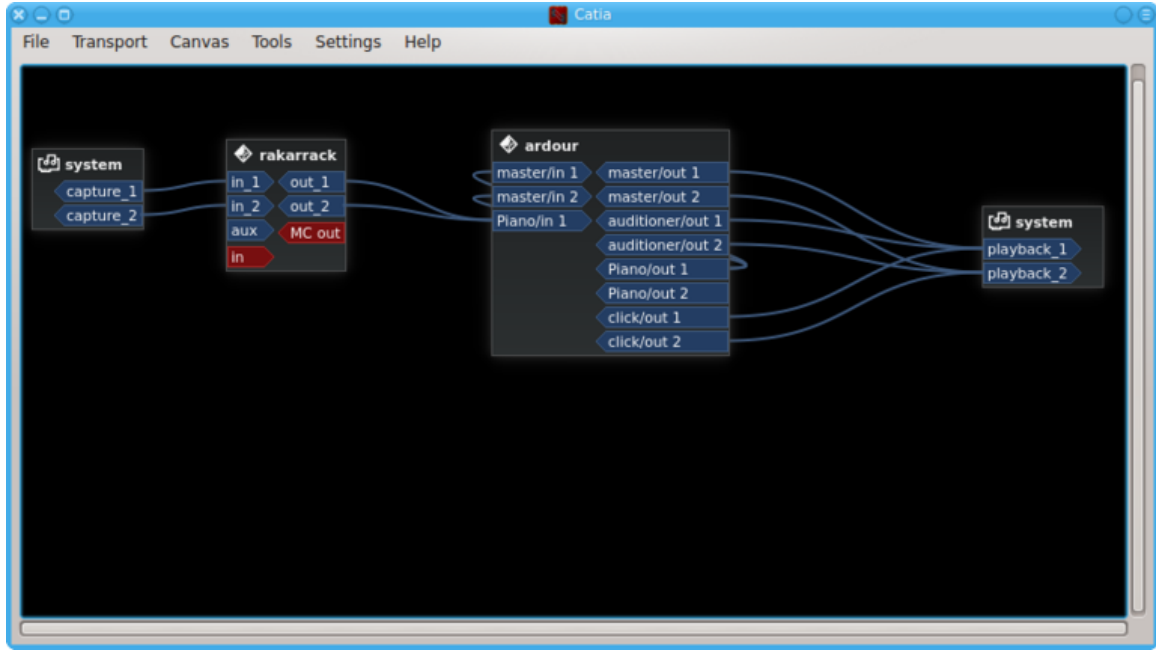 Catia
File Transport Canvas Tools Settings Help
system
capture_1
capture_2
rakarrack
in_1 out_1
in_2 out_2
aux MC out
in
ardour
master/in 1 master/out 1
master/in 2 master/out 2
Piano/in 1 auditioner/out 1
auditioner/out 2
Piano/out 1
Piano/out 2
click/out 1
click/out 2
system
playback_1
playback_2